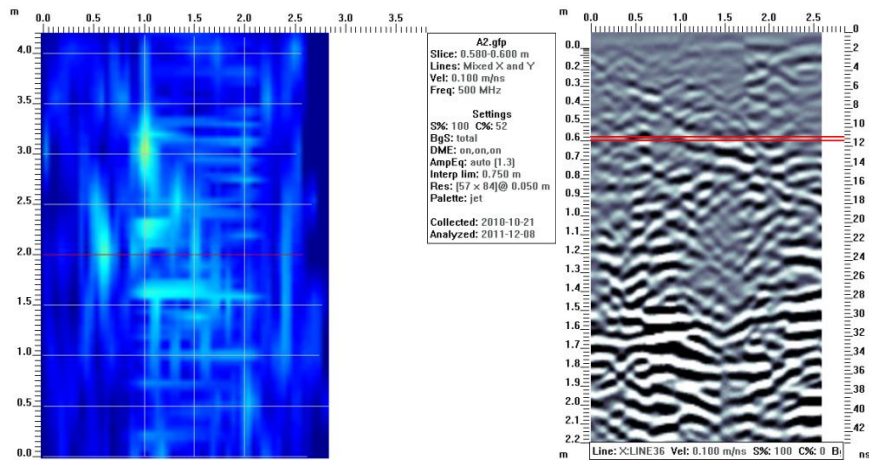 m
0.0 0.5 1.0 1.5 2.0 2.5 3.0 3.5
4.0
3.5
3.0
2.5
2.0
1.5
1.0
0.5
0.0
m
A2.gfp
Slice: 0.580-0.600 m
Lines: Mixed X and Y
Vel: 0.100 m/ns
Freq: 500 MHz
Settings
S%: 100 C%: 52
BgS: total
DME: on,on,on
AmpEq: auto [1.3]
Interp lim: 0.750 m
Res: [57 x 84]@ 0.050 m
Palette: jet
Collected: 2010-10-21
Analyzed: 2011-12-08
m 0.0 0.5 1.0 1.5 2.0 2.5
0.0
0.1
0.2
0.3
0.4
0.5
0.6
0.7
0.8
0.9
1.0
1.1
1.2
1.3
1.4
1.5
1.6
1.7
1.8
1.9
2.0
2.1
2.2
m
0
2
4
6
8
10
12
14
16
18
20
22
24
26
28
30
32
34
36
38
40
42
ns
Line: X:LINE36 Vel: 0.100 m/ns S%: 100 C%: 0